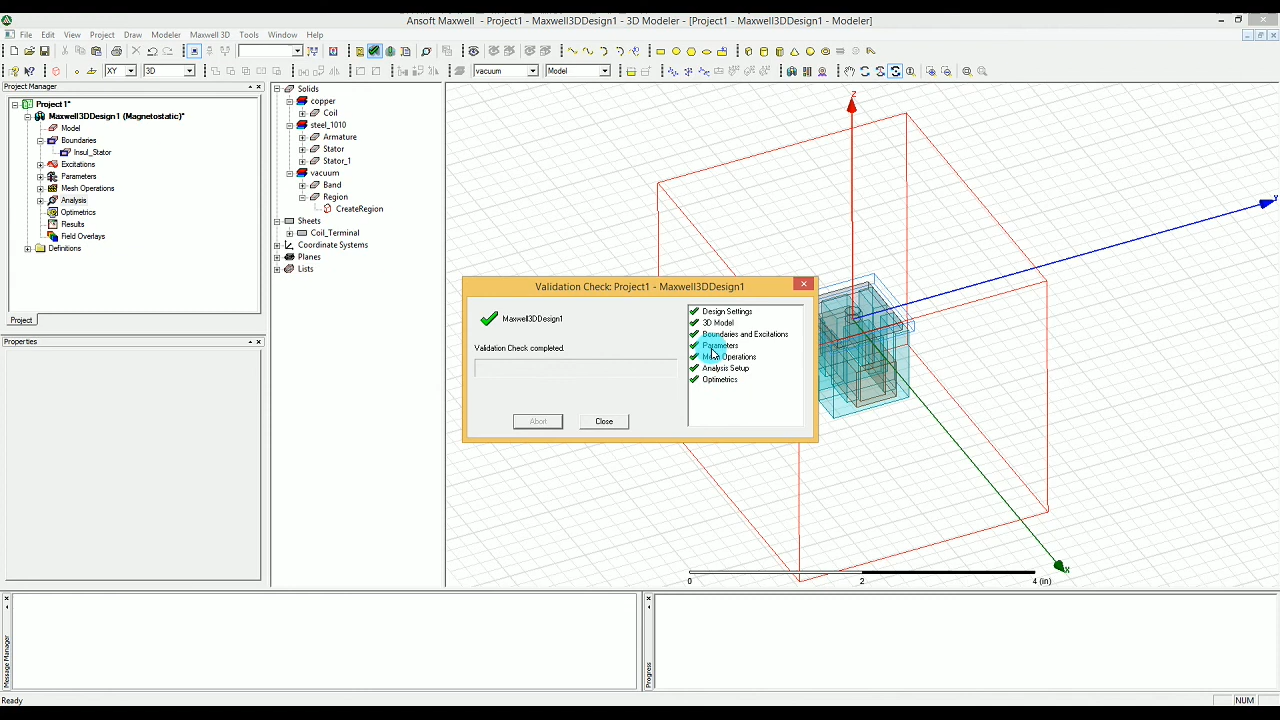 Ansoft Maxwell - Project1 - Maxwell3DDesign1 - 3D Modeler - [Project1 - Maxwell3DDesign1 - Modeler]
File Edit View Project Draw Modeler Maxwell 3D Tools Window Help
XY 3D vacuum Model
Project Manager
Project1*
Maxwell3DDesign1 (Magnetostatic)*
Model
Boundaries
Insul_Stator
Excitations
Parameters
Mesh Operations
Analysis
Optimetrics
Results
Field Overlays
Definitions
Project
Properties
Solids
copper
Coil
steel_1010
Armature
Stator
Stator_1
vacuum
Band
Region
CreateRegion
Sheets
Coil_Terminal
Coordinate Systems
Planes
Lists
Z
Y
X
0 2 4 (in)
Validation Check: Project1 - Maxwell3DDesign1
Maxwell3DDesign1
Validation Check completed.
Abort Close
Design Settings
3D Model
Boundaries and Excitations
Parameters
Mesh Operations
Analysis Setup
Optimetrics
Message Manager
Progress
Ready
NUM